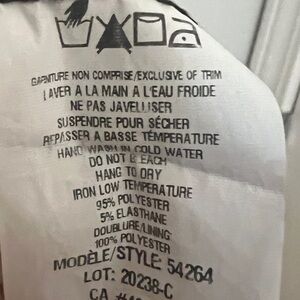 GARNITURE NON COMPRISE/EXCLUSIVE OF TRIM
LAVER A LA MAIN A L'EAU FROIDE
NE PAS JAVELLISER
SUSPENDRE POUR SÉCHER
REPASSER A BASSE TEMPÉRATURE
HAND WASH IN COLD WATER
DO NOT BLEACH
HANG TO DRY
IRON LOW TEMPERATURE
95% POLYESTER
5% ELASTHANE
DOUBLURE/LINING:
100% POLYESTER
MODÈLE/STYLE: 54264
LOT: 20238-C
CA